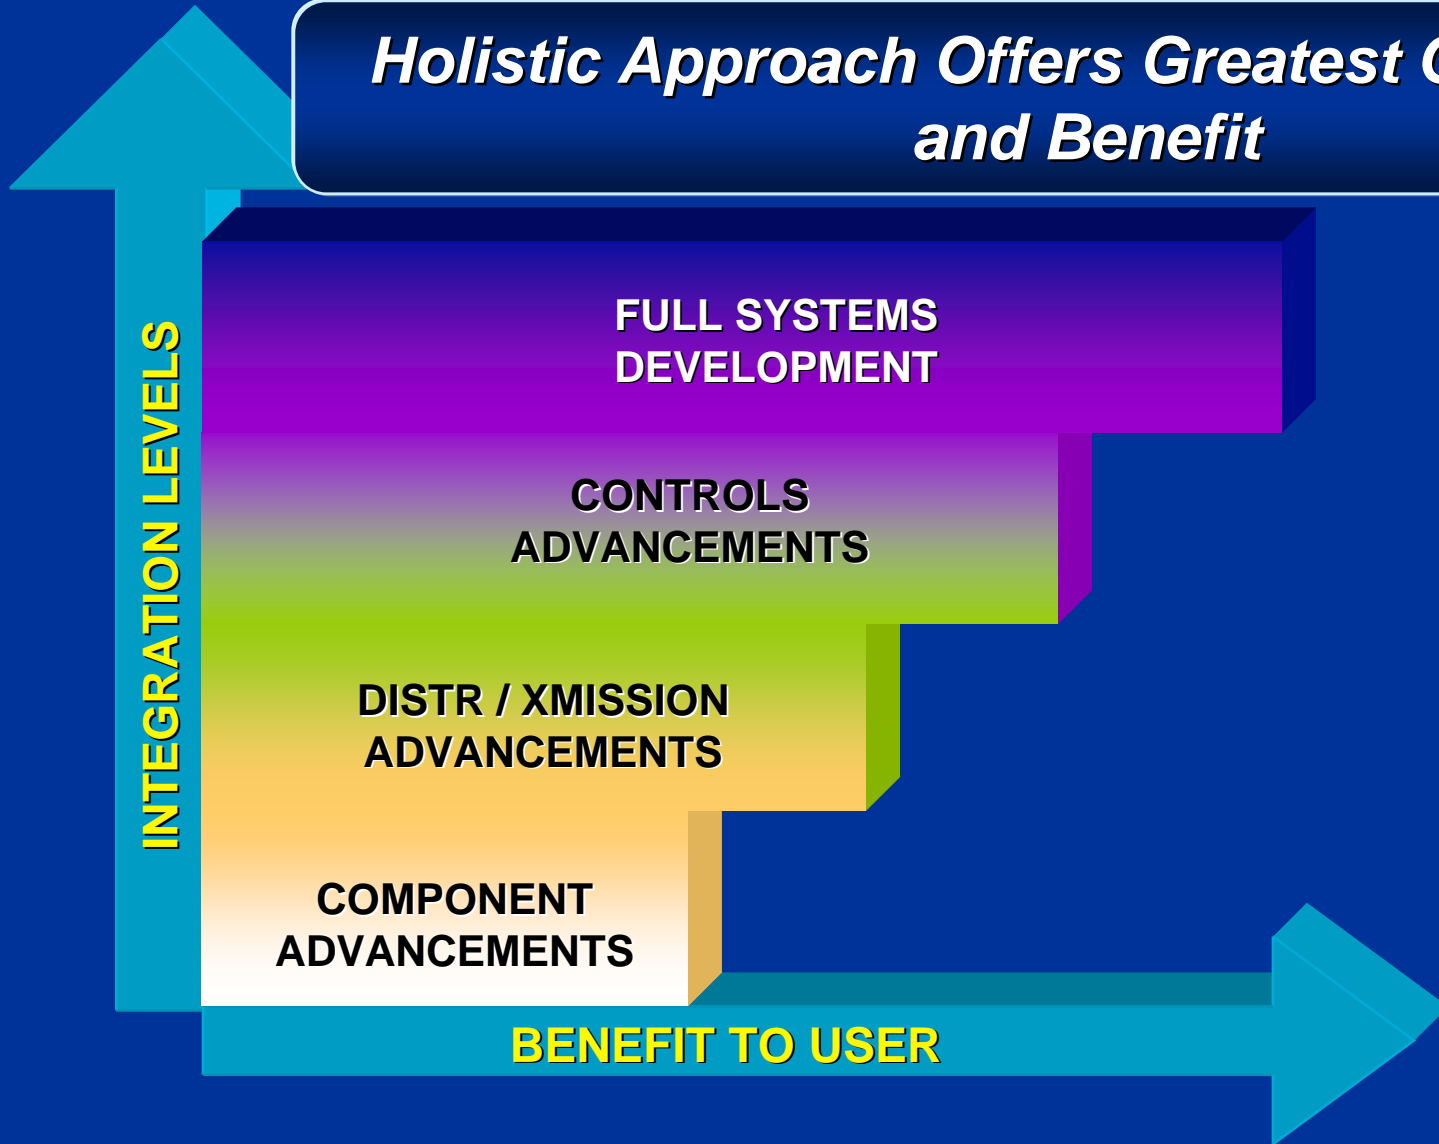 Holistic Approach Offers Greatest
and Benefit
FULL SYSTEMS
DEVELOPMENT
CONTROLS
ADVANCEMENTS
DISTR / XMISSION
ADVANCEMENTS
COMPONENT
ADVANCEMENTS
INTEGRATION LEVELS
BENEFIT TO USER